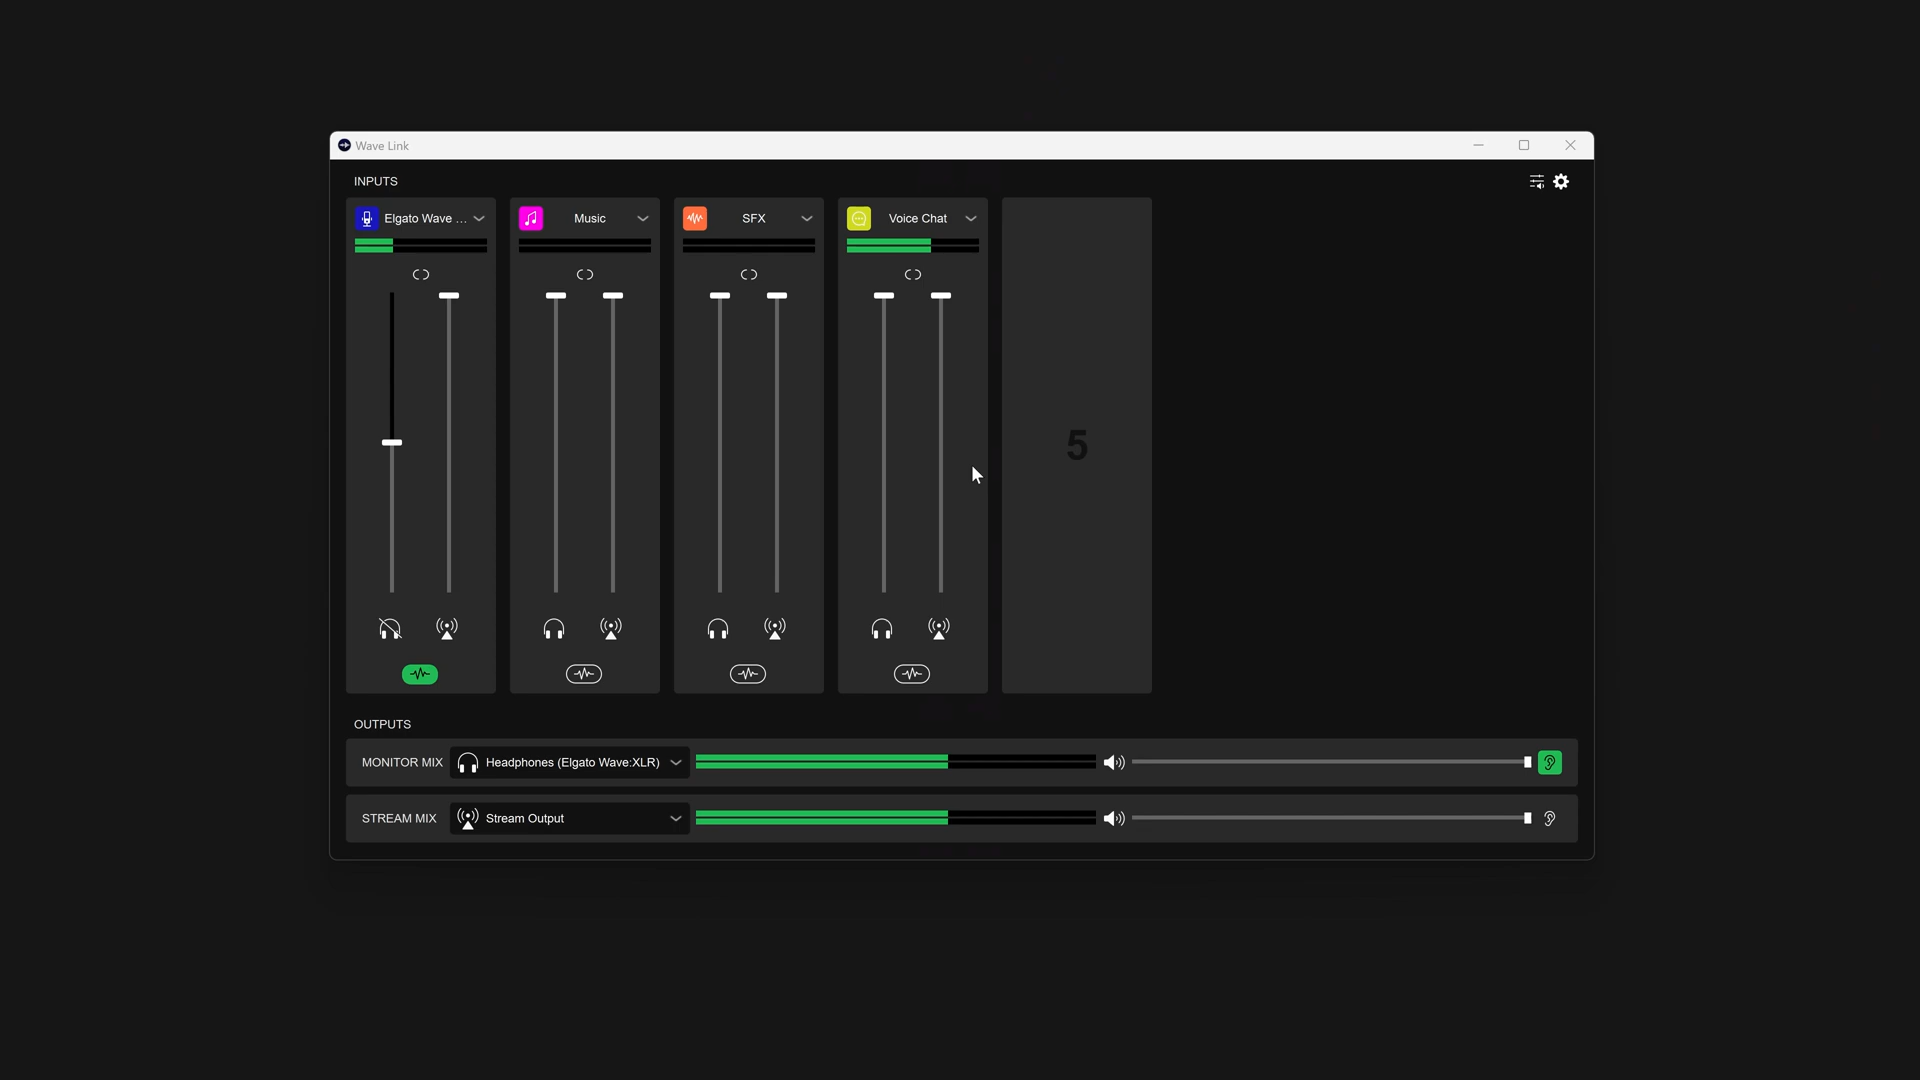 Wave Link
INPUTS
Elgato Wave ...
Music
SFX
Voice Chat
5
OUTPUTS
MONITOR MIX
Headphones (Elgato Wave:XLR)
STREAM MIX
Stream Output